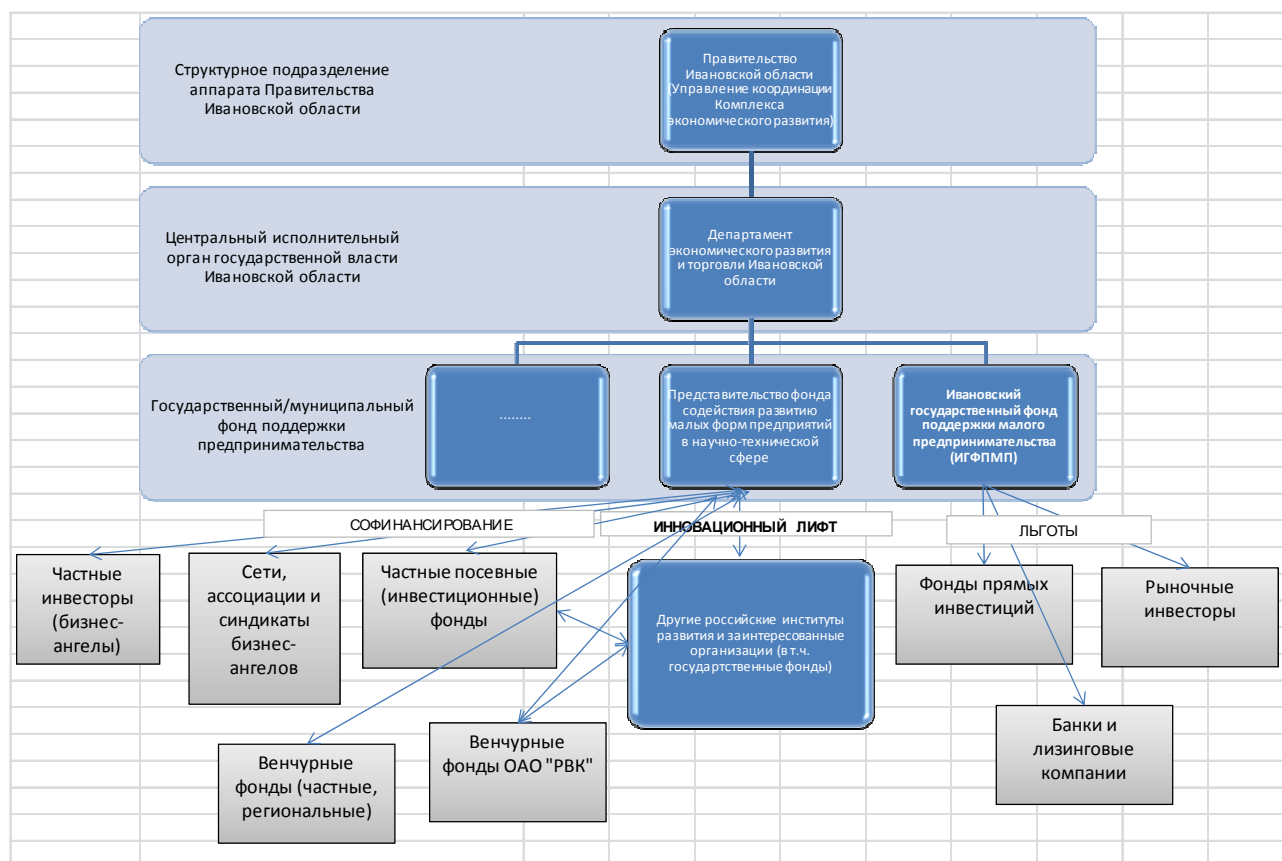 Структурное подразделение
аппарата Правительства
Ивановской области
Правительство
Ивановской области
(Управление координации
Комплекса
экономического развития)
Центральный исполнительный
орган государственной власти
Ивановской области
Департамент
экономического развития
и торговли Ивановской
области
Государственный/муниципальный
фонд поддержки
предпринимательства
........
Представительство фонда
содействия развитию
малых форм предприятий
в научно-технической
сфере
Ивановский
государственный фонд
поддержки малого
предпринимательства
(ИГФПМП)
СОФИНАНСИРОВАНИЕ
ИННОВАЦИОННЫЙ ЛИФТ
ЛЬГОТЫ
Частные
инвесторы
(бизнес-
ангелы)
Сети,
ассоциации и
синдикаты
бизнес-
ангелов
Частные посевные
(инвестиционные)
фонды
Другие российские институты
развития и заинтересованные
организации (в т.ч.
государтственные фонды)
Фонды прямых
инвестиций
Рыночные
инвесторы
Венчурные
фонды (частные,
региональные)
Венчурные
фонды ОАО "РВК"
Банки и
лизинговые
компании